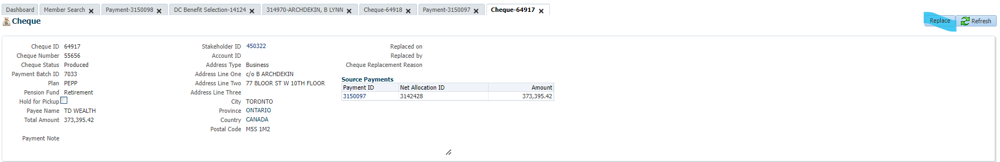 Dashboard Member Search Payment-3150098 DC Benefit Selection-14124 314970-ARCHDEKIN, B LYNN Cheque-64918 Payment-3150097 Cheque-64917
Cheque Replace Refresh
Cheque ID 64917 Stakeholder ID 450322 Replaced on
Cheque Number 55656 Account ID Replaced by
Cheque Status Produced Address Type Business Cheque Replacement Reason
Payment Batch ID 7033 Address Line One c/o B ARCHDEKIN
Plan PEPP Address Line Two 77 BLOOR ST W 10TH FLOOR Source Payments
Pension Fund Retirement Address Line Three Payment ID Net Allocation ID Amount
Hold for Pickup City TORONTO 3150097 3142428 373,395.42
Payee Name TD WEALTH Province ONTARIO
Total Amount 373,395.42 Country CANADA
Postal Code M5S 1M2
Payment Note